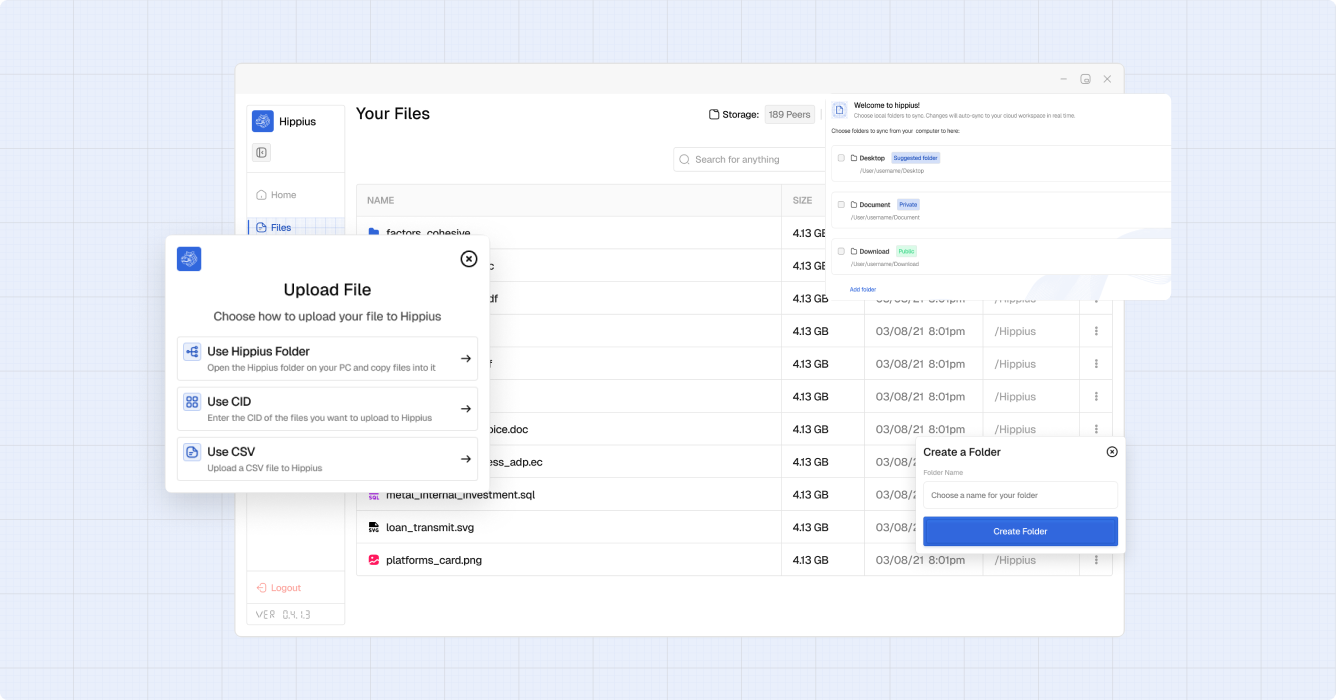 Hippius
Home
Files
Logout
VER 0.4.1.3
Your Files
Storage: 189 Peers
Search for anything
NAME SIZE
factors_cohesive 4.13 GB
c 4.13 GB
df 4.13 GB 03/08/21 8:01pm /Hippius
4.13 GB 03/08/21 8:01pm /Hippius
f 4.13 GB 03/08/21 8:01pm /Hippius
4.13 GB 03/08/21 8:01pm /Hippius
oice.doc 4.13 GB 03/08/21 8:01pm /Hippius
ess_adp.ec 4.13 GB 03/08/2
metal_internal_investment.sql 4.13 GB 03/08/2
loan_transmit.svg 4.13 GB 03/08/2
platforms_card.png 4.13 GB 03/08/21 8:01pm /Hippius
Upload File
Choose how to upload your file to Hippius
Use Hippius Folder
Open the Hippius folder on your PC and copy files into it
Use CID
Enter the CID of the files you want to upload to Hippius
Use CSV
Upload a CSV file to Hippius
Welcome to hippius!
Choose local folders to sync. Changes will auto-sync to your cloud workspace in real time.
Choose folders to sync from your computer to here:
Desktop Suggested folder
/User/username/Desktop
Document Private
/User/username/Document
Download Public
/User/username/Download
Add folder
Create a Folder
Folder Name
Choose a name for your folder
Create Folder